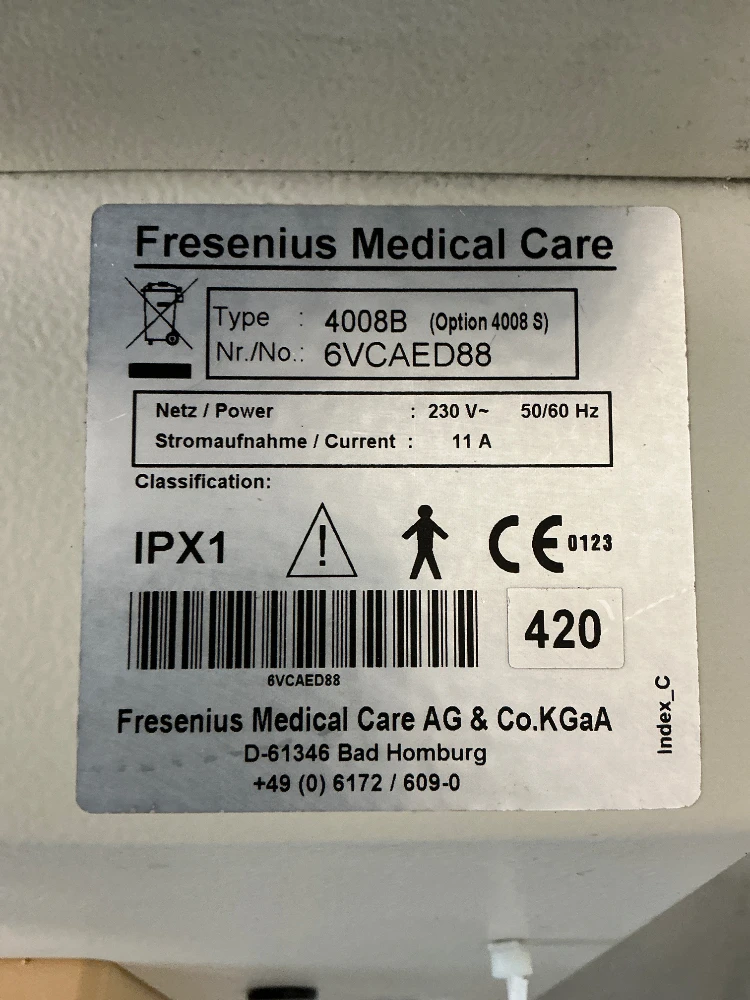 Fresenius Medical Care
Type : 4008B (Option 4008 S)
Nr./No.: 6VCAED88
Netz / Power : 230 V~ 50/60 Hz
Stromaufnahme / Current : 11 A
Classification:
IPX1 ! CE 0123
420
6VCAED88
Index_C
Fresenius Medical Care AG & Co.KGaA
D-61346 Bad Homburg
+49 (0) 6172 / 609-0